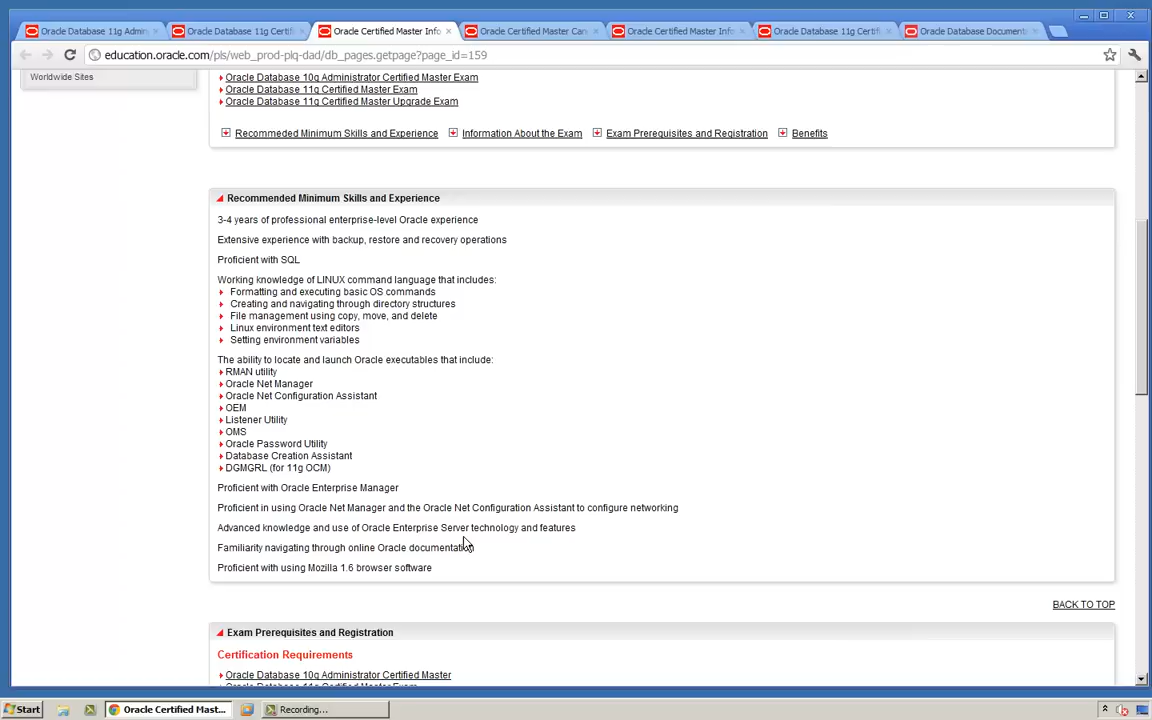 Oracle Database 11g Admin
Oracle Database 11g Certifi
Oracle Certified Master Info
Oracle Certified Master Can
Oracle Certified Master Info
Oracle Database 11g Certif
Oracle Database Document
education.oracle.com/pls/web_prod-plq-dad/db_pages.getpage?page_id=159
Worldwide Sites
Oracle Database 10g Administrator Certified Master Exam
Oracle Database 11g Certified Master Exam
Oracle Database 11g Certified Master Upgrade Exam
Recommeded Minimum Skills and Experience Information About the Exam Exam Prerequisites and Registration Benefits
Recommended Minimum Skills and Experience
3-4 years of professional enterprise-level Oracle experience
Extensive experience with backup, restore and recovery operations
Proficient with SQL
Working knowledge of LINUX command language that includes:
Formatting and executing basic OS commands
Creating and navigating through directory structures
File management using copy, move, and delete
Linux environment text editors
Setting environment variables
The ability to locate and launch Oracle executables that include:
RMAN utility
Oracle Net Manager
Oracle Net Configuration Assistant
OEM
Listener Utility
OMS
Oracle Password Utility
Database Creation Assistant
DGMGRL (for 11g OCM)
Proficient with Oracle Enterprise Manager
Proficient in using Oracle Net Manager and the Oracle Net Configuration Assistant to configure networking
Advanced knowledge and use of Oracle Enterprise Server technology and features
Familiarity navigating through online Oracle documentation
Proficient with using Mozilla 1.6 browser software
BACK TO TOP
Exam Prerequisites and Registration
Certification Requirements
Oracle Database 10g Administrator Certified Master
Oracle Database 11g Certified Master Exam
Start
Oracle Certified Mast...
Recording...